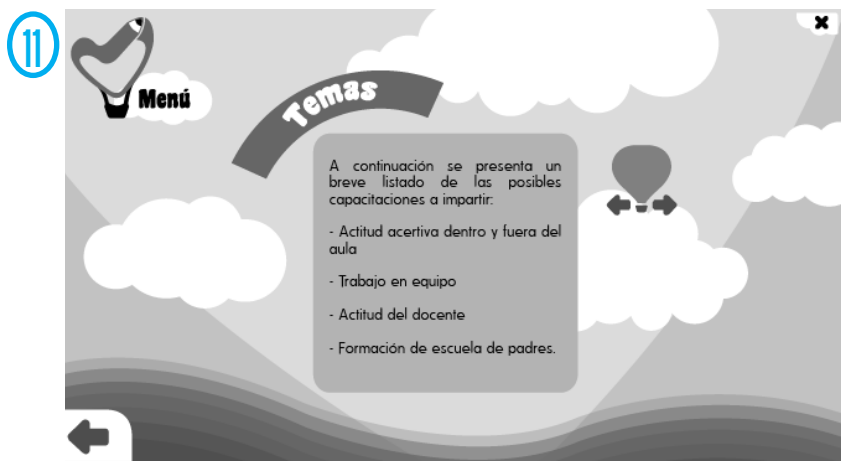 11
Menú
Temas
A continuación se presenta un
breve listado de las posibles
capacitaciones a impartir:
- Actitud acertiva dentro y fuera del
aula
- Trabajo en equipo
- Actitud del docente
- Formación de escuela de padres.